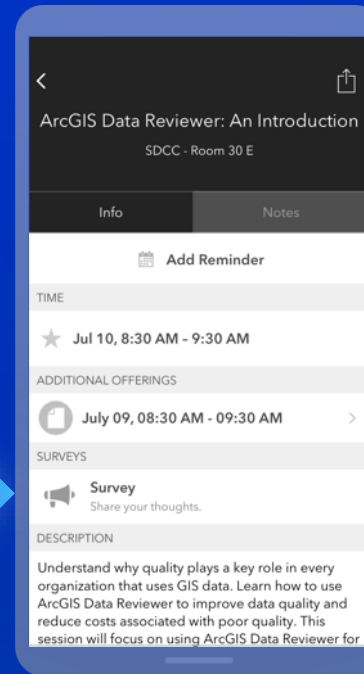 ArcGIS Data Reviewer: An Introduction
SDCC - Room 30 E
Info
Notes
Add Reminder
TIME
Jul 10, 8:30 AM – 9:30 AM
ADDITIONAL OFFERINGS
July 09, 08:30 AM - 09:30 AM
SURVEYS
Survey
Share your thoughts.
DESCRIPTION
Understand why quality plays a key role in every
organization that uses GIS data. Learn how to use
ArcGIS Data Reviewer to improve data quality and
reduce costs associated with poor quality. This
session will focus on using ArcGIS Data Reviewer for